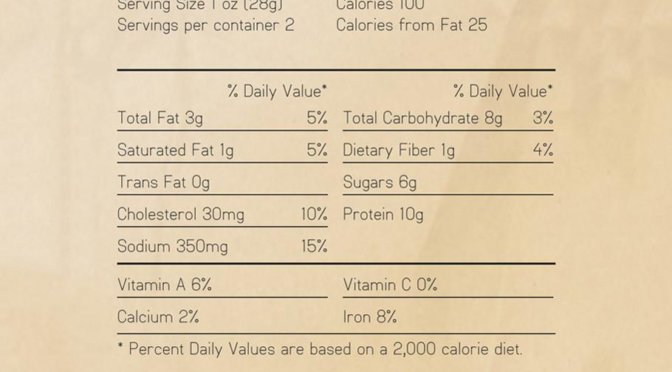 Serving Size 1 oz (28g) Calories 100
Servings per container 2 Calories from Fat 25
% Daily Value* % Daily Value*
Total Fat 3g 5% Total Carbohydrate 8g 3%
Saturated Fat 1g 5% Dietary Fiber 1g 4%
Trans Fat 0g Sugars 6g
Cholesterol 30mg 10% Protein 10g
Sodium 350mg 15%
Vitamin A 6% Vitamin C 0%
Calcium 2% Iron 8%
* Percent Daily Values are based on a 2,000 calorie diet.